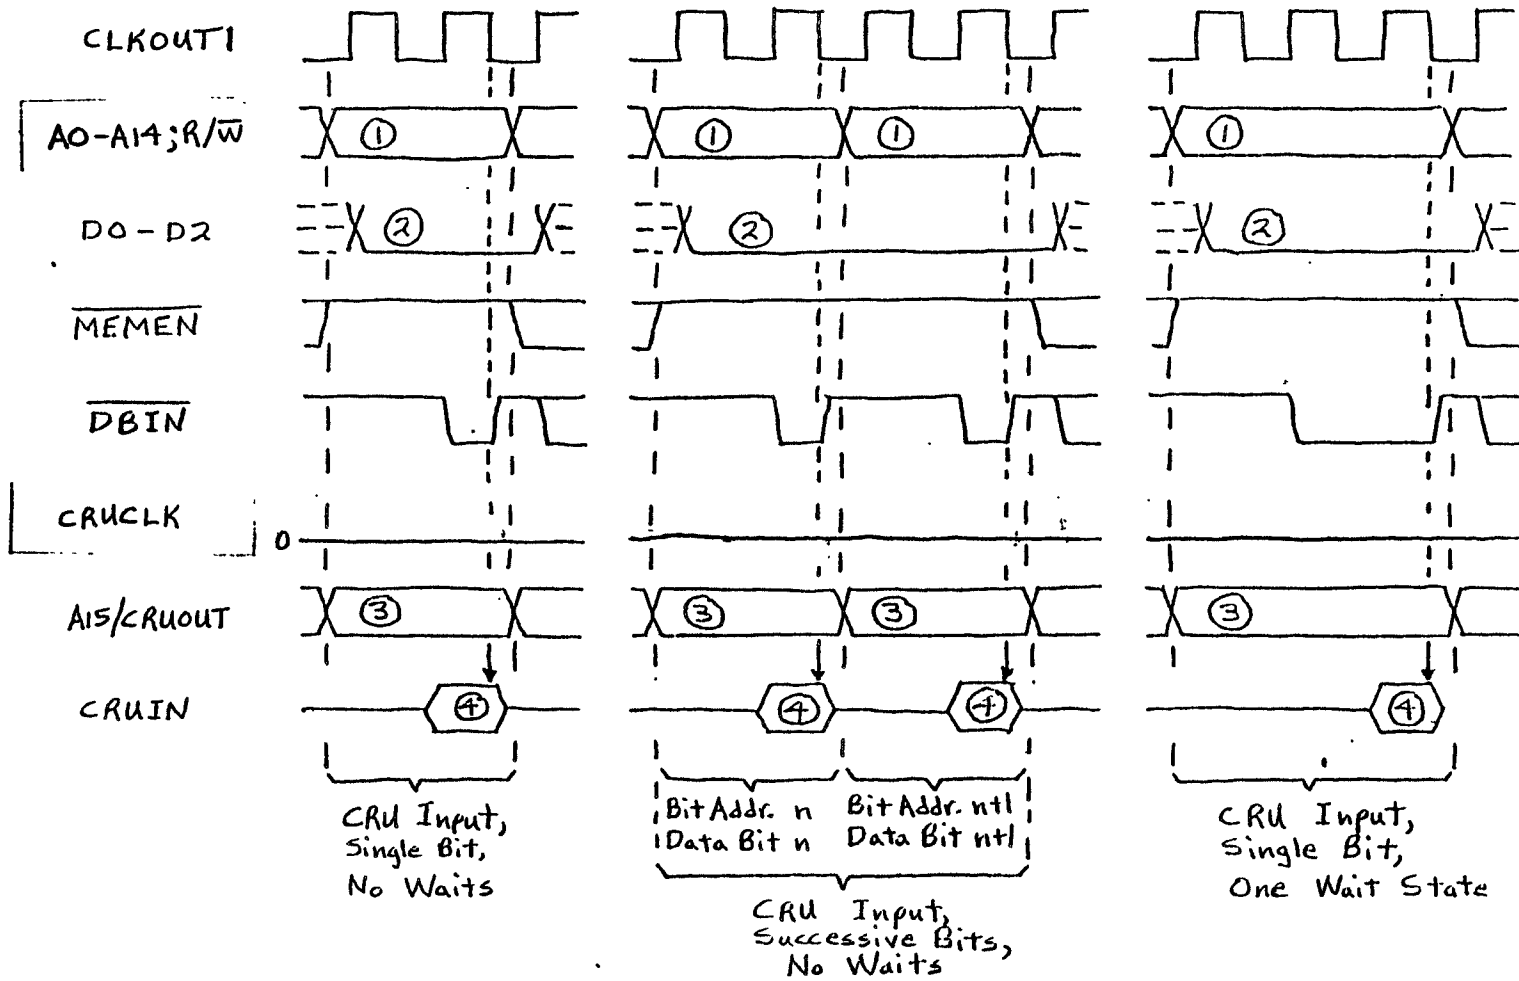 CLKOUT1
A0-A14;R/W̅
① ① ① ①
D0-D2
② ② ②
M̅E̅M̅E̅N̅
D̅B̅I̅N̅
CRUCLK
0
A15/CRUOUT
③ ③ ③ ③
CRUIN
④ ④ ④ ④
CRU Input,
Single Bit,
No Waits
Bit Addr. n
Data Bit n
Bit Addr. n+1
Data Bit n+1
CRU Input,
Successive Bits,
No Waits
CRU Input,
Single Bit,
One Wait State